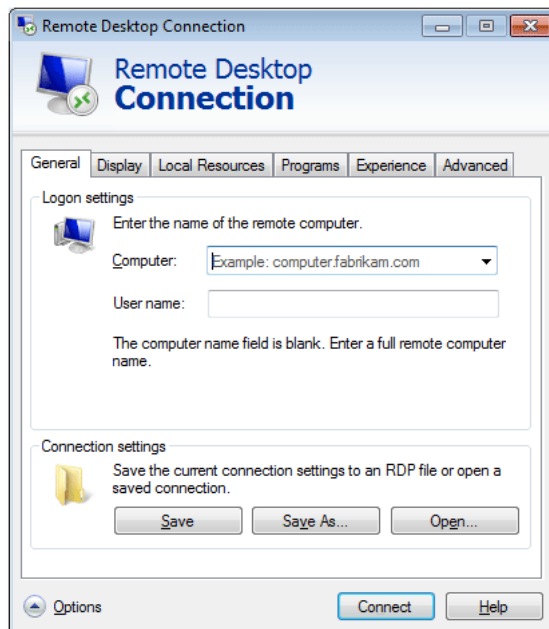 Remote Desktop Connection
Remote Desktop
Connection
General Display Local Resources Programs Experience Advanced
Logon settings
Enter the name of the remote computer.
Computer: Example: computer.fabrikam.com
User name:
The computer name field is blank. Enter a full remote computer
name.
Connection settings
Save the current connection settings to an RDP file or open a
saved connection.
Save Save As... Open...
Options Connect Help